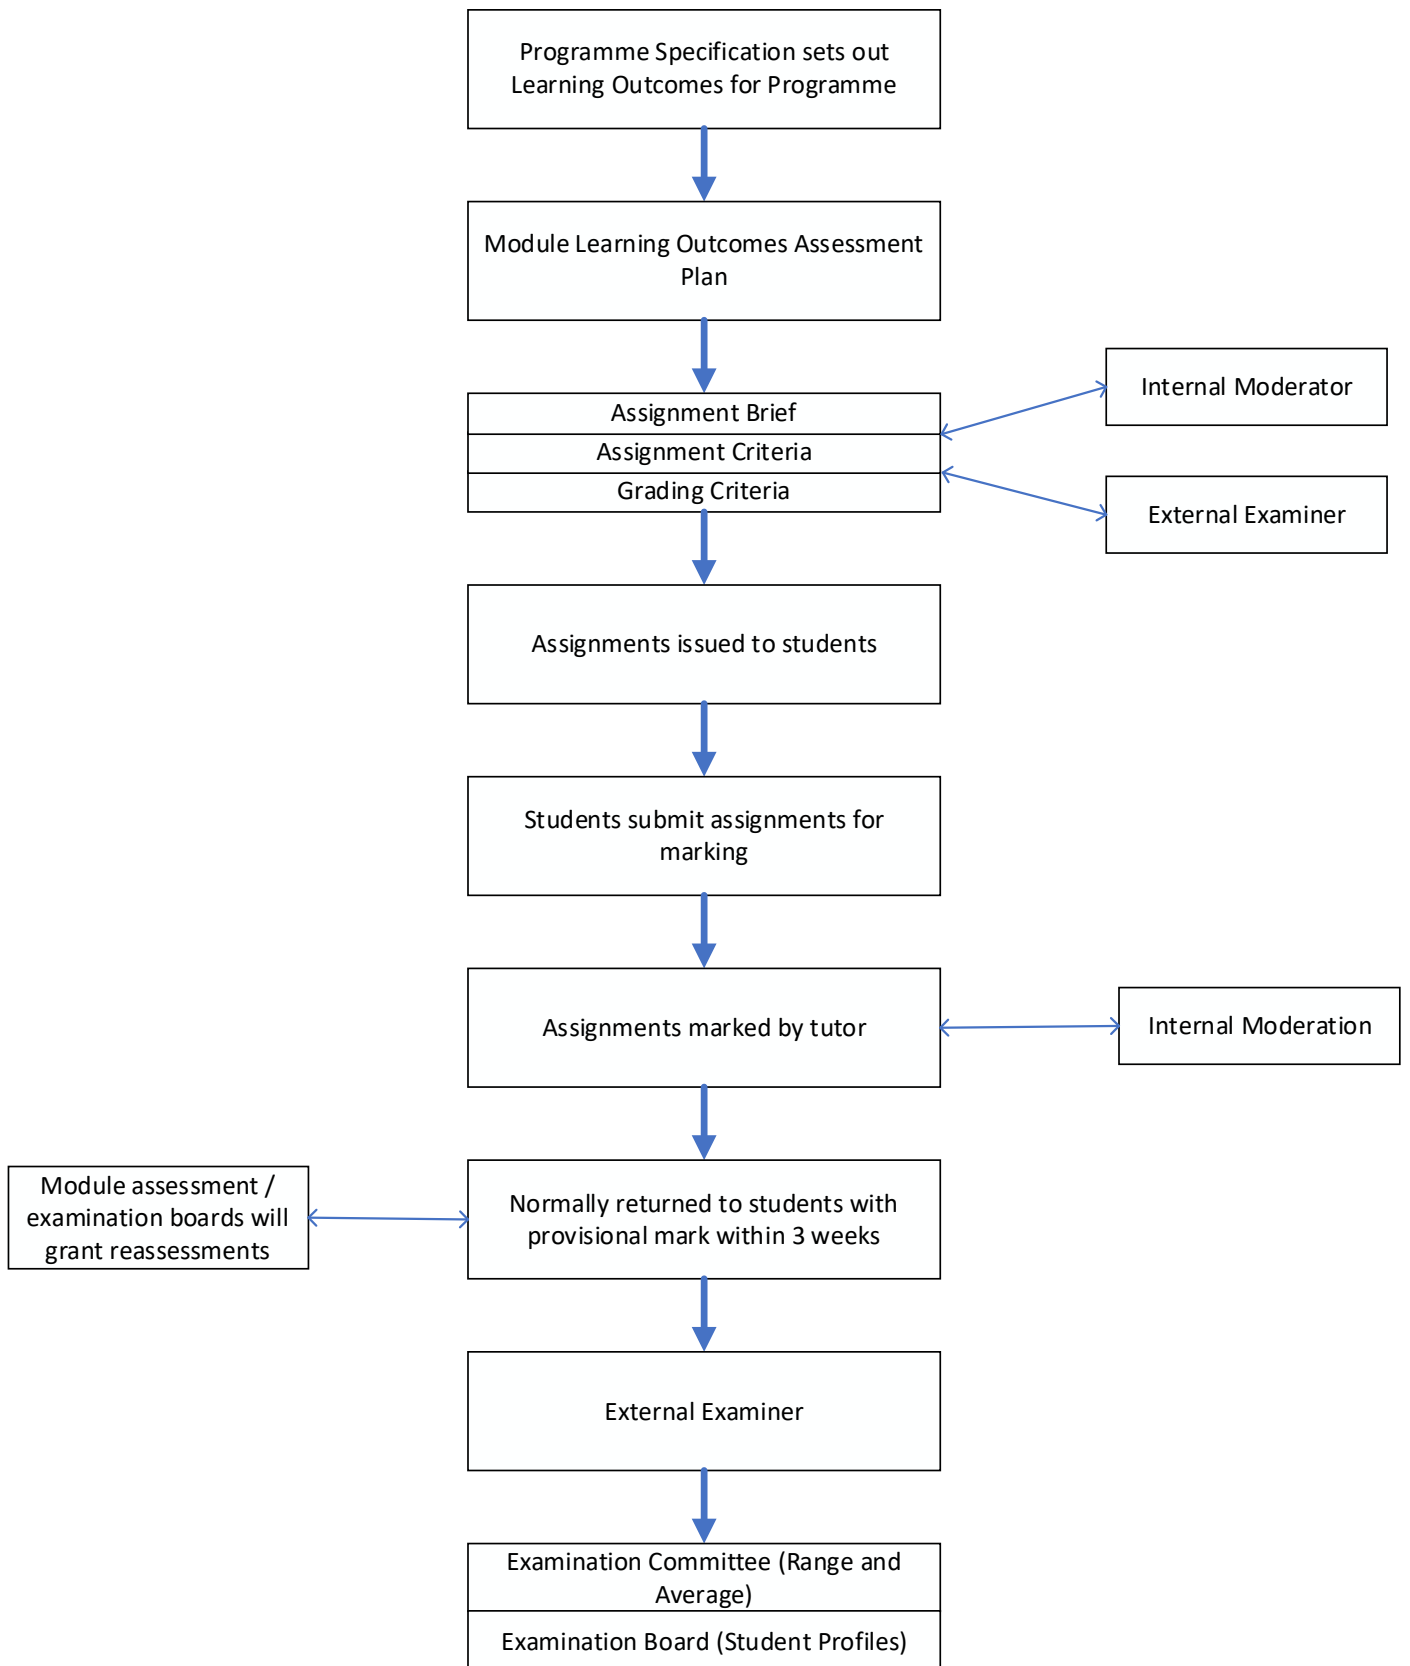 Programme Specification sets out
Learning Outcomes for Programme
Module Learning Outcomes Assessment
Plan
Assignment Brief
Assignment Criteria
Grading Criteria
Internal Moderator
External Examiner
Assignments issued to students
Students submit assignments for
marking
Assignments marked by tutor
Internal Moderation
Module assessment /
examination boards will
grant reassessments
Normally returned to students with
provisional mark within 3 weeks
External Examiner
Examination Committee (Range and
Average)
Examination Board (Student Profiles)